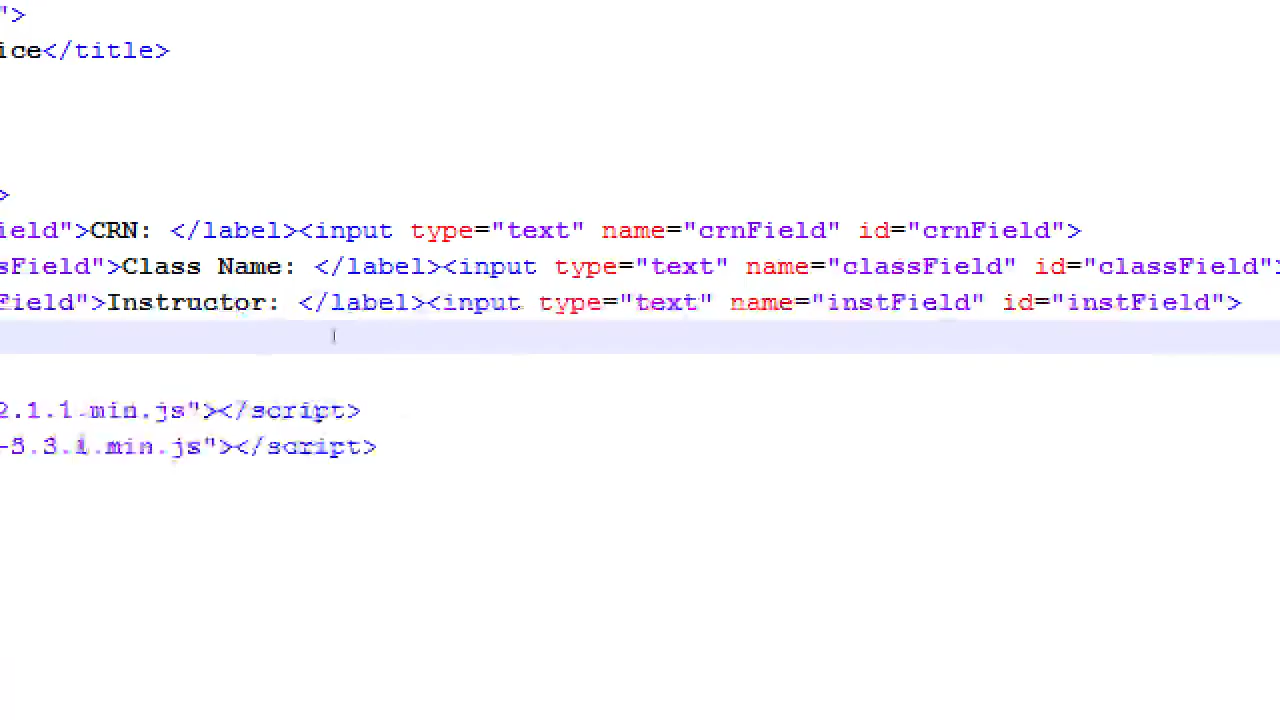 ">
ice</title>
>
ield">CRN: </label><input type="text" name="crnField" id="crnField">
sField">Class Name: </label><input type="text" name="classField" id="classField">
Field">Instructor: </label><input type="text" name="instField" id="instField">
2.1.1.min.js"></script>
-5.3.1.min.js"></script>